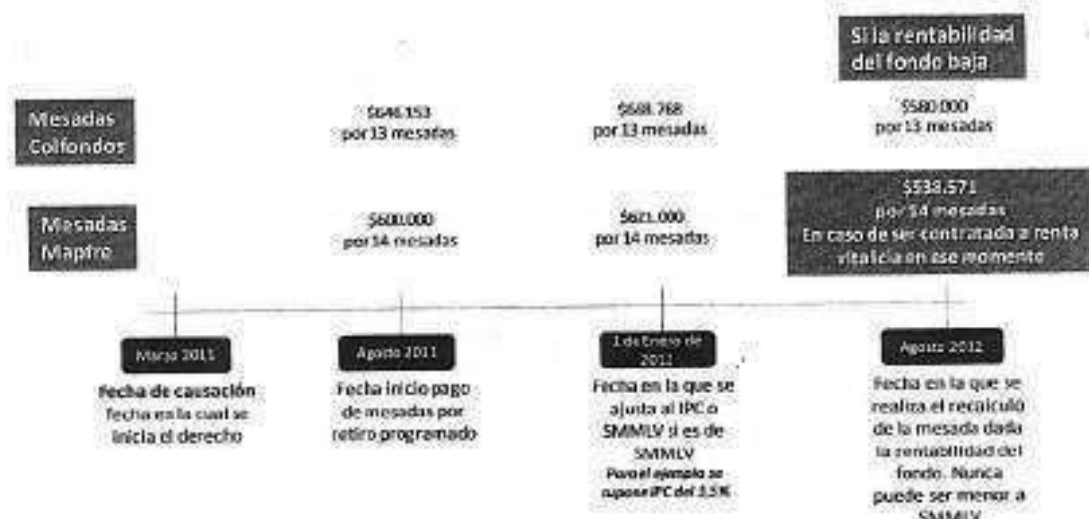 Si la rentabilidad
del fondo baja
Mesadas
Colfondos
$646.153
por 13 mesadas
$668.768
por 13 mesadas
$580.000
por 13 mesadas
Mesadas
Mapfre
$600.000
por 14 mesadas
$621.000
por 14 mesadas
$538.571
por 14 mesadas
En caso de ser contratada a renta
vitalicia en ese momento
Marzo 2011
Fecha de causación
fecha en la cual se
inicia el derecho
Agosto 2011
Fecha inicio pago
de mesadas por
retiro programado
1 de Enero de
2012
Fecha en la que se
ajusta al IPC o
SMMLV si es de
SMMLV
Para el ejemplo se
supone IPC del 3,5%
Agosto 2012
Fecha en la que se
realiza el recalculo
de la mesada dada
la rentabilidad del
fondo. Nunca
puede ser menor a
SMMLV